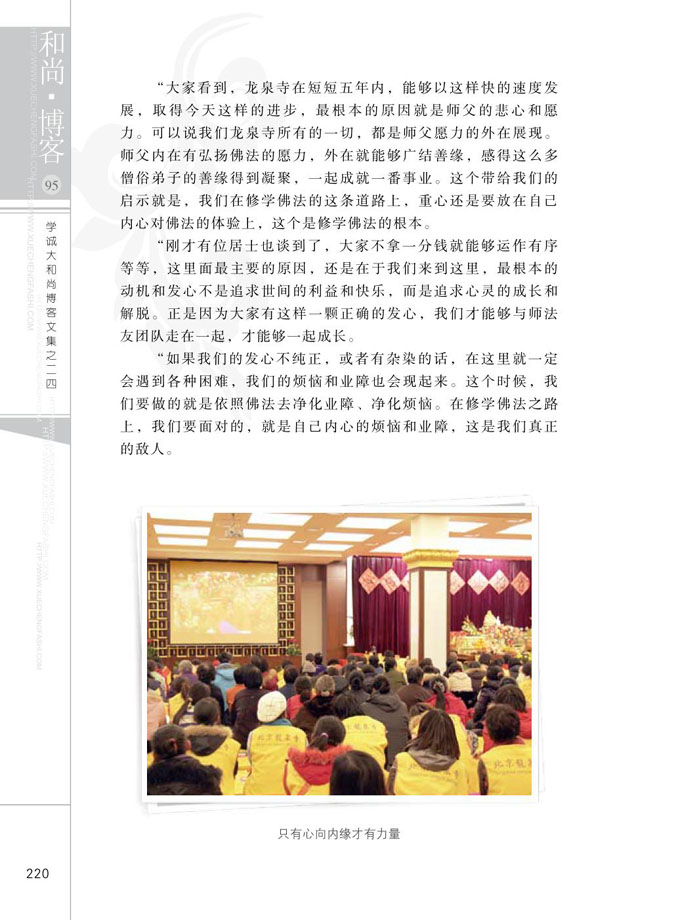 和尚·博客
95
学诚大和尚博客文集之二四
“大家看到，龙泉寺在短短五年内，能够以这样快的速度发
展，取得今天这样的进步，最根本的原因就是师父的悲心和愿
力。可以说我们龙泉寺所有的一切，都是师父愿力的外在展现。
师父内在有弘扬佛法的愿力，外在就能够广结善缘，感得这么多
僧俗弟子的善缘得到凝聚，一起成就一番事业。这个带给我们的
启示就是，我们在修学佛法的这条道路上，重心还是要放在自己
内心对佛法的体验上，这个是修学佛法的根本。
“刚才有位居士也谈到了，大家不拿一分钱就能够运作有序
等等，这里面最主要的原因，还是在于我们来到这里，最根本的
动机和发心不是追求世间的利益和快乐，而是追求心灵的成长和
解脱。正是因为大家有这样一颗正确的发心，我们才能够与师法
友团队走在一起，才能够一起成长。
“如果我们的发心不纯正，或者有杂染的话，在这里就一定
会遇到各种困难，我们的烦恼和业障也会现起来。这个时候，我
们要做的就是依照佛法去净化业障、净化烦恼。在修学佛法之路
上，我们要面对的，就是自己内心的烦恼和业障，这是我们真正
的敌人。
北京龍泉寺
只有心向内缘才有力量
220